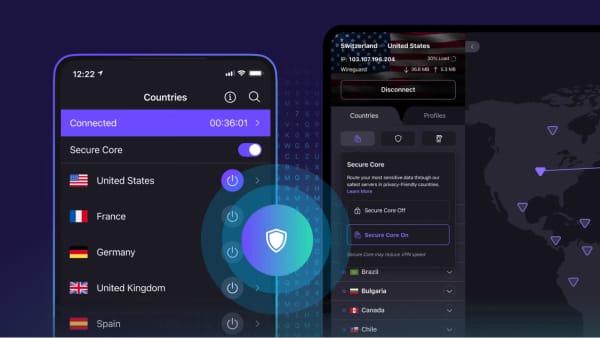 12:22
Countries
Connected 00:36:01
Secure Core
United States
France
Germany
United Kingdom
Spain
Switzerland United States
IP: 103.107.196.204 30% Load
Wireguard ↓ 36.6 MB ↑ 5.3 MB
Disconnect
Countries Profiles
Secure Core
Route your most sensitive data through our
safest servers in privacy-friendly countries.
Learn More
Secure Core Off
Secure Core On
Secure Core may reduce VPN speed
Brazil
Bulgaria
Canada
Chile